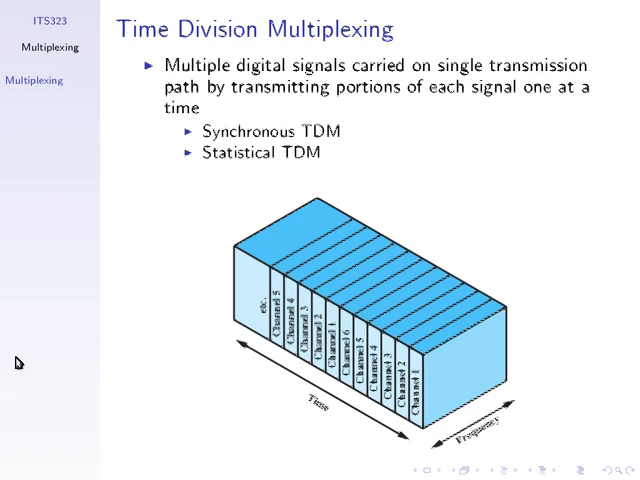 ITS323
Multiplexing
Multiplexing
Time Division Multiplexing
Multiple digital signals carried on single transmission
path by transmitting portions of each signal one at a
time
Synchronous TDM
Statistical TDM
etc.
Channel 5
Channel 4
Channel 3
Channel 2
Channel 1
Channel 6
Channel 5
Channel 4
Channel 3
Channel 2
Channel 1
Time
Frequency